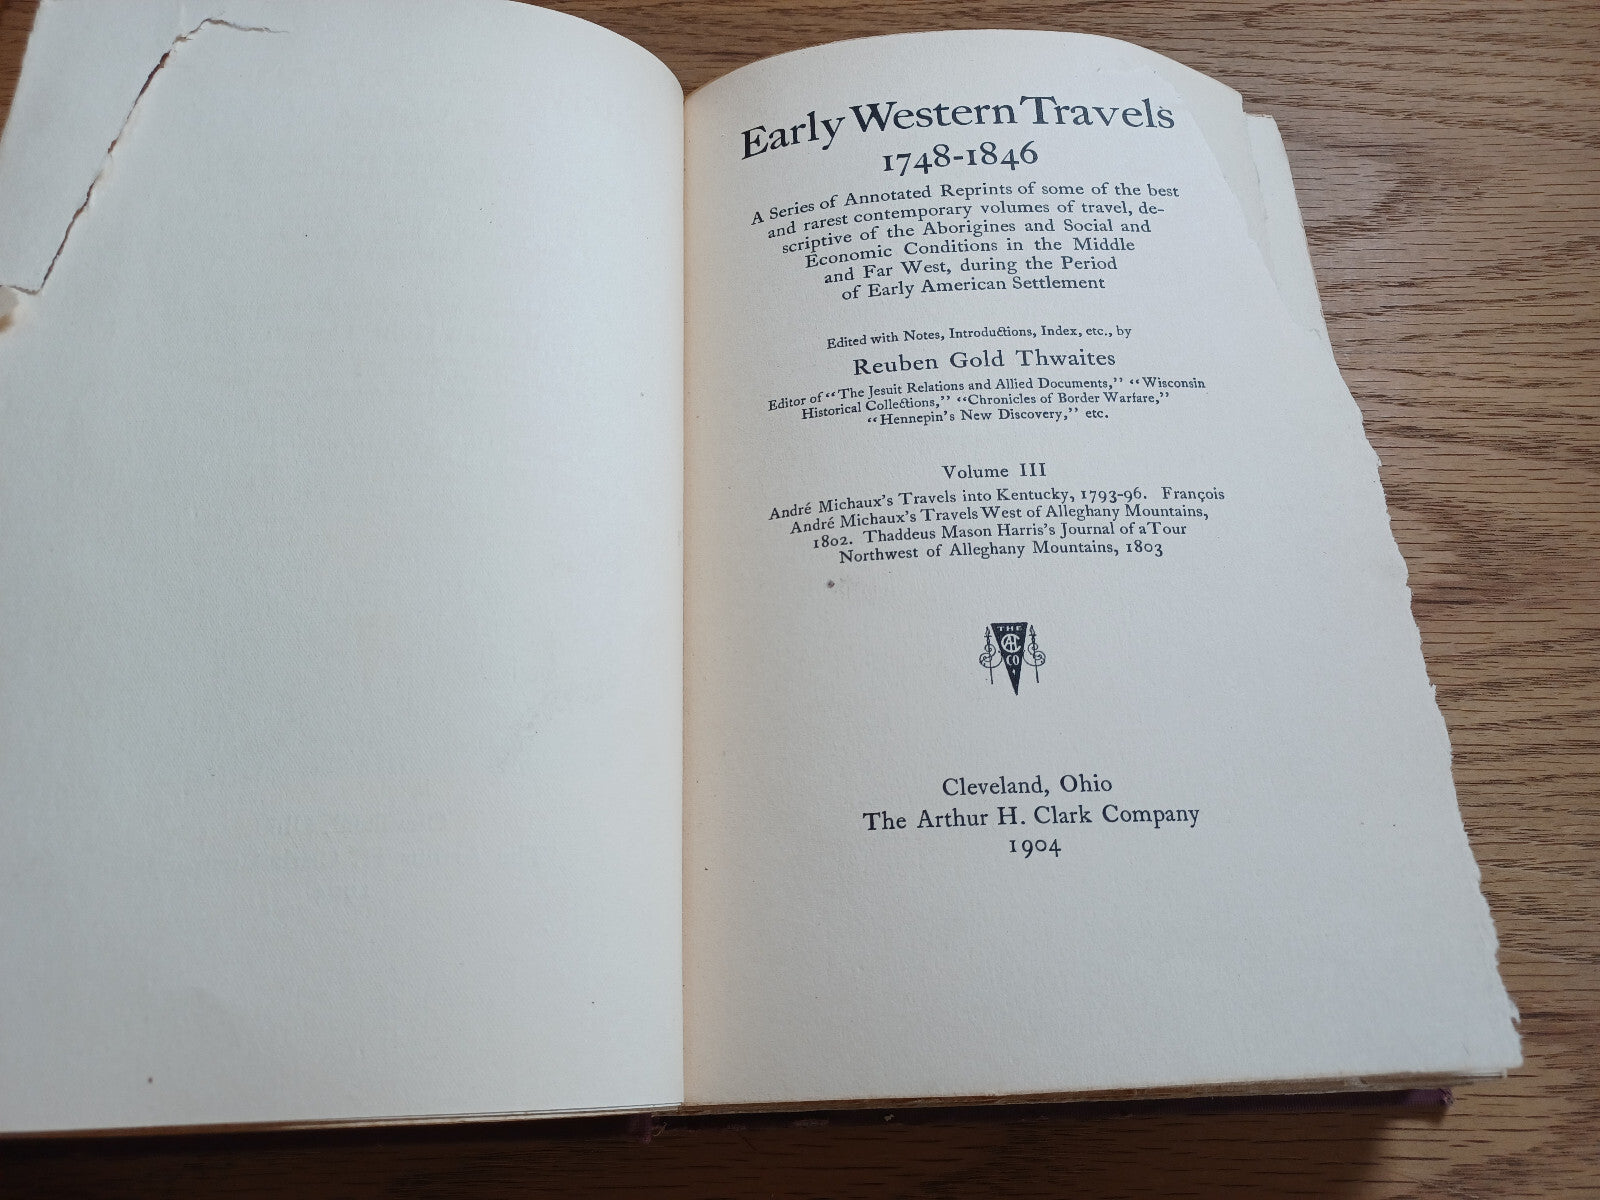 Early Western Travels
1748-1846
A Series of Annotated Reprints of some of the best
and rarest contemporary volumes of travel, de-
scriptive of the Aborigines and Social and
Economic Conditions in the Middle
and Far West, during the Period
of Early American Settlement
Edited with Notes, Introductions, Index, etc., by
Reuben Gold Thwaites
Editor of "The Jesuit Relations and Allied Documents," "Wisconsin
Historical Collections," "Chronicles of Border Warfare,"
"Hennepin's New Discovery," etc.
Volume III
André Michaux's Travels into Kentucky, 1793-96. François
André Michaux's Travels West of Alleghany Mountains,
1802. Thaddeus Mason Harris's Journal of a Tour
Northwest of Alleghany Mountains, 1803
THE
AHC
CO
Cleveland, Ohio
The Arthur H. Clark Company
1904